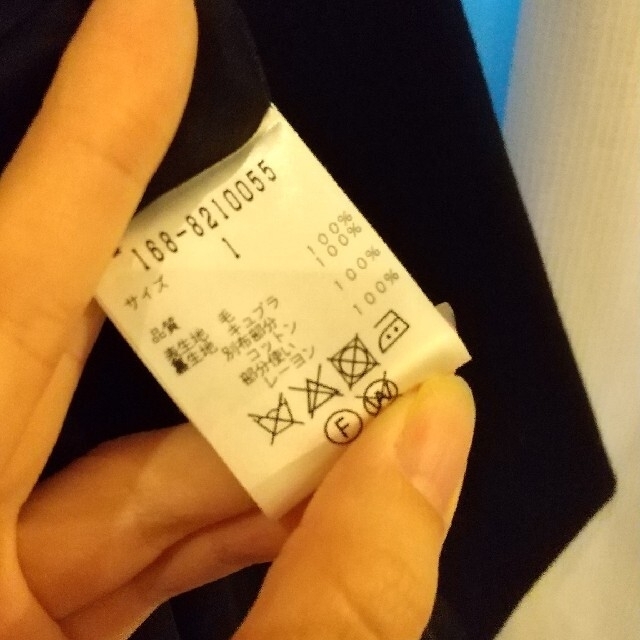 168-8210055
サイズ 1
品質
表生地 毛 100%
裏生地 キュプラ 100%
別布部分
コットン 100%
部分使い
レーヨン 100%
F